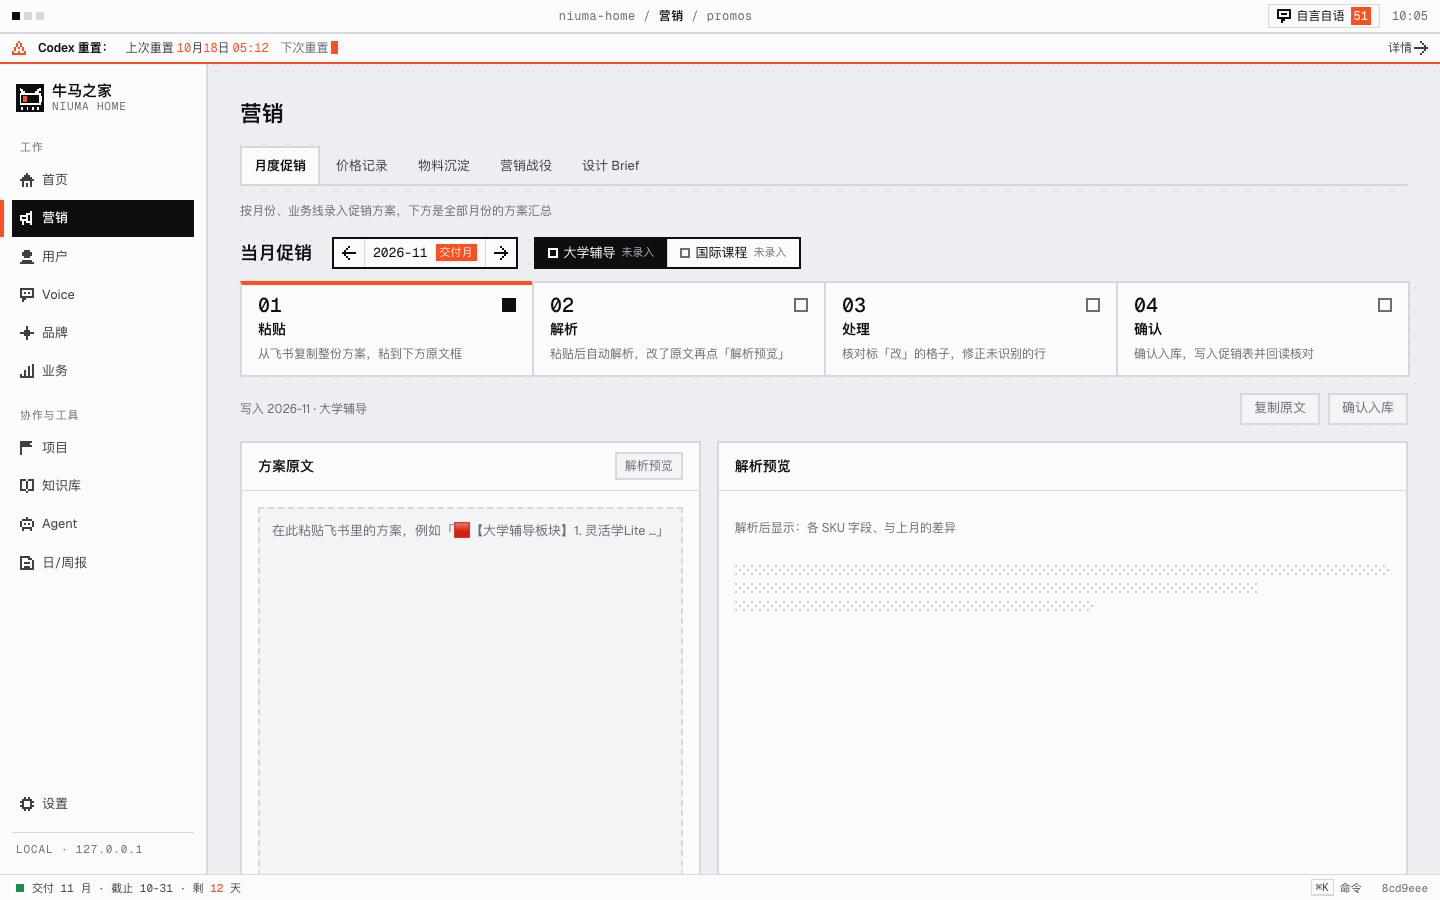 niuma-home / 营销 / promos
自言自语 51
10:05
Codex 重置： 上次重置 10月18日 05:12 下次重置
详情
牛马之家
NIUMA HOME
工作
首页
营销
用户
Voice
品牌
业务
协作与工具
项目
知识库
Agent
日/周报
设置
LOCAL · 127.0.0.1
营销
月度促销 价格记录 物料沉淀 营销战役 设计 Brief
按月份、业务线录入促销方案，下方是全部月份的方案汇总
当月促销
2026-11 交付月
大学辅导 未录入
国际课程 未录入
01
粘贴
从飞书复制整份方案，粘到下方原文框
02
解析
粘贴后自动解析，改了原文再点「解析预览」
03
处理
核对标「改」的格子，修正未识别的行
04
确认
确认入库，写入促销表并回读核对
写入 2026-11 · 大学辅导
复制原文
确认入库
方案原文
解析预览
在此粘贴飞书里的方案，例如「🟥【大学辅导板块】1. 灵活学Lite ...」
解析预览
解析后显示：各 SKU 字段、与上月的差异
交付 11 月 · 截止 10-31 · 剩 12 天
⌘K 命令
8cd9eee